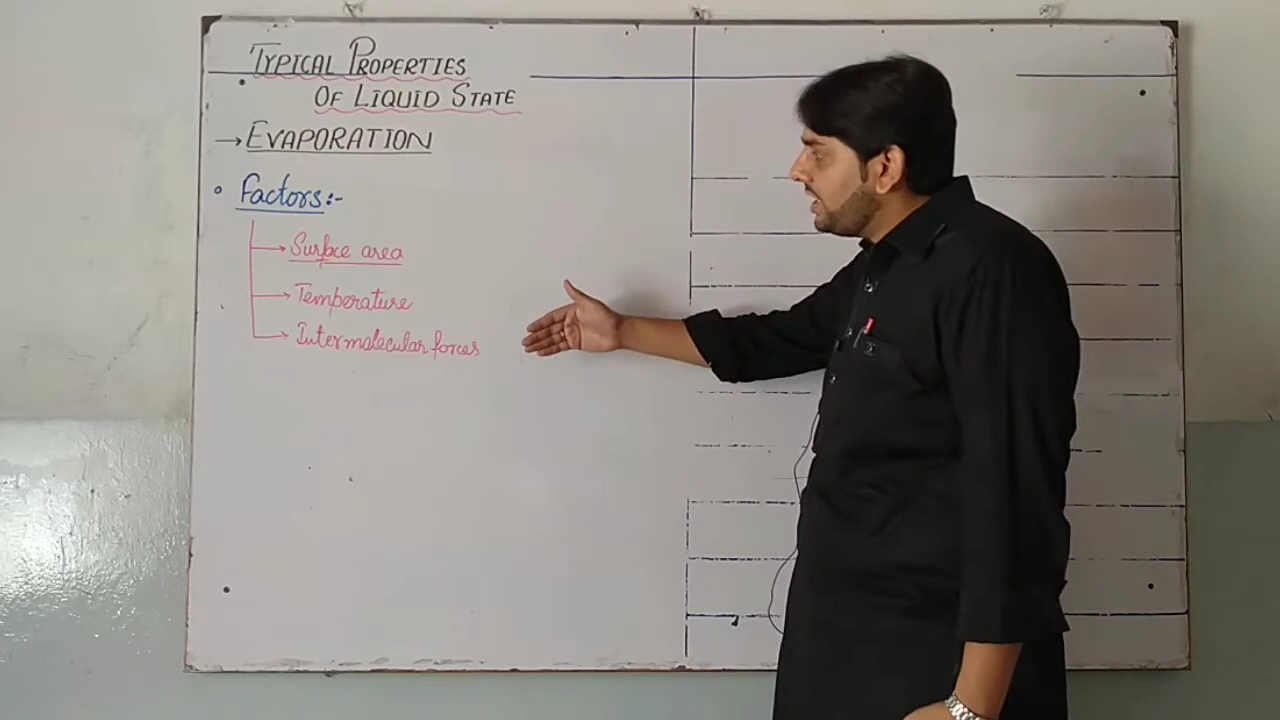 TYPICAL PROPERTIES
OF LIQUID STATE
→ EVAPORATION
• Factors:-
→ Surface area
→ Temperature
→ Intermolecular forces